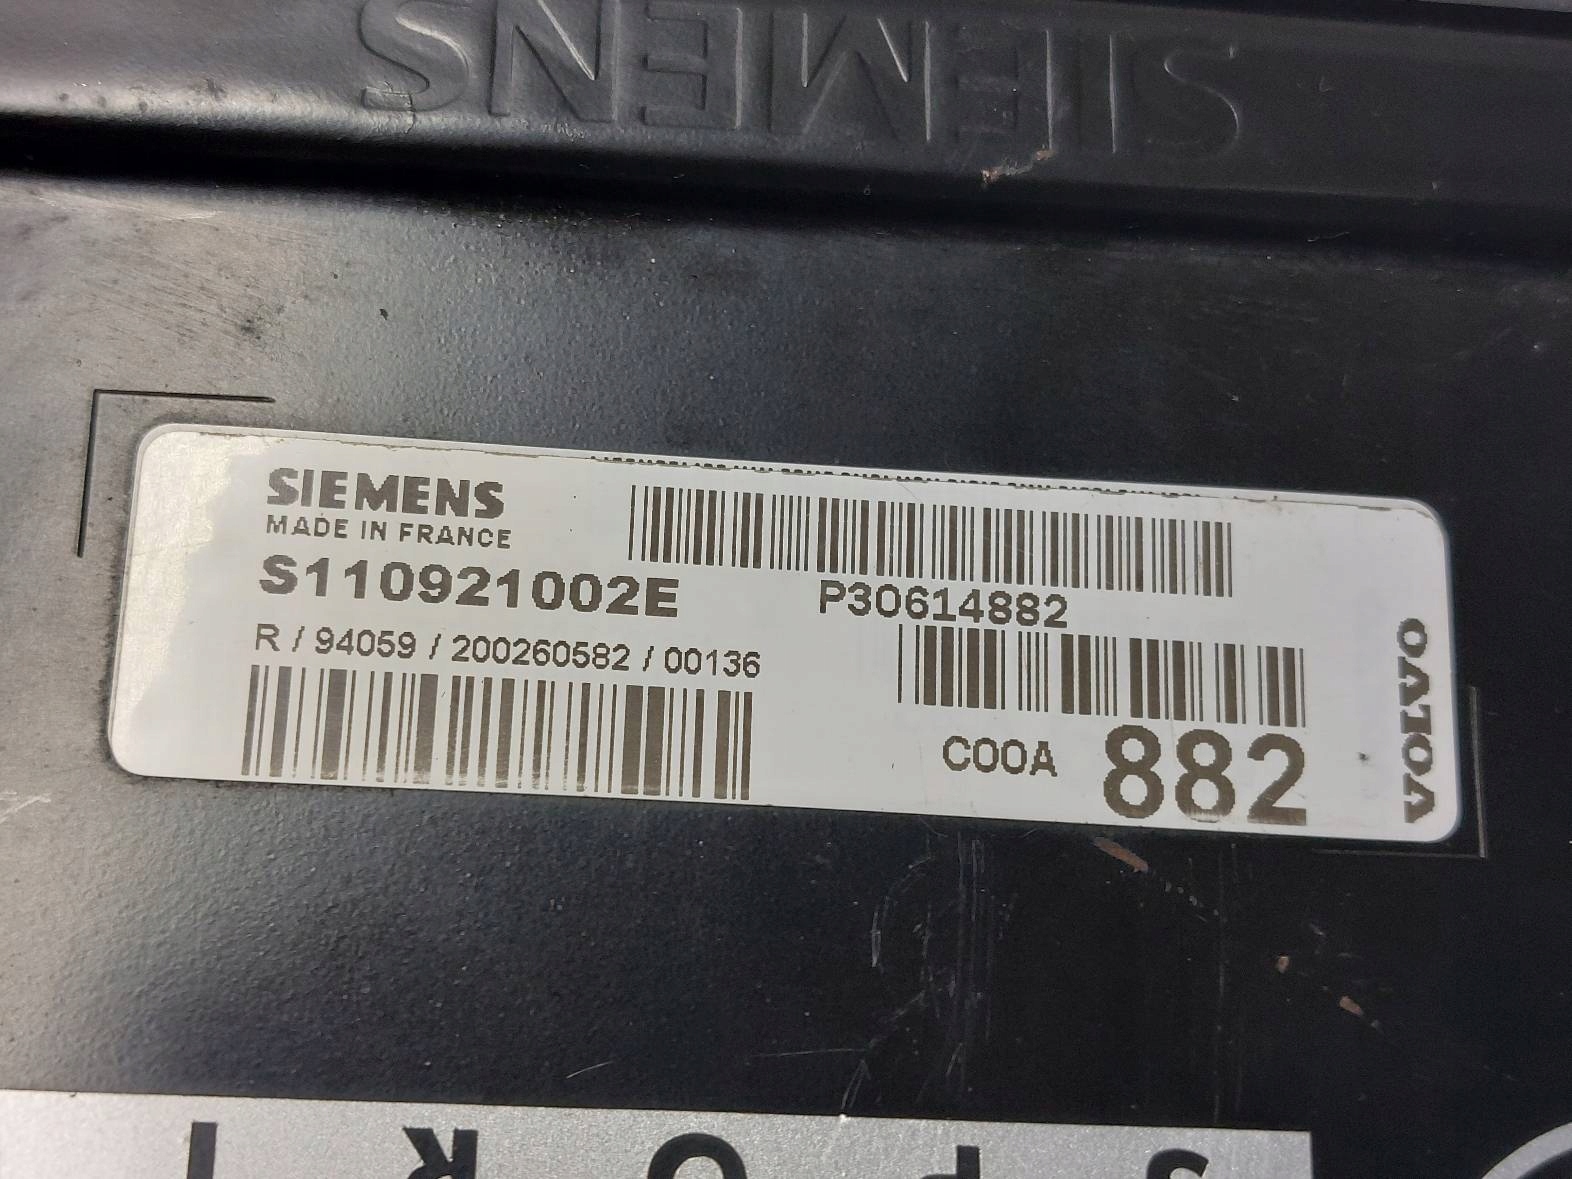 SIEMENS
SIEMENS
MADE IN FRANCE
S110921002E
P30614882
R / 94059 / 200260582 / 00136
C00A 882
VOLVO